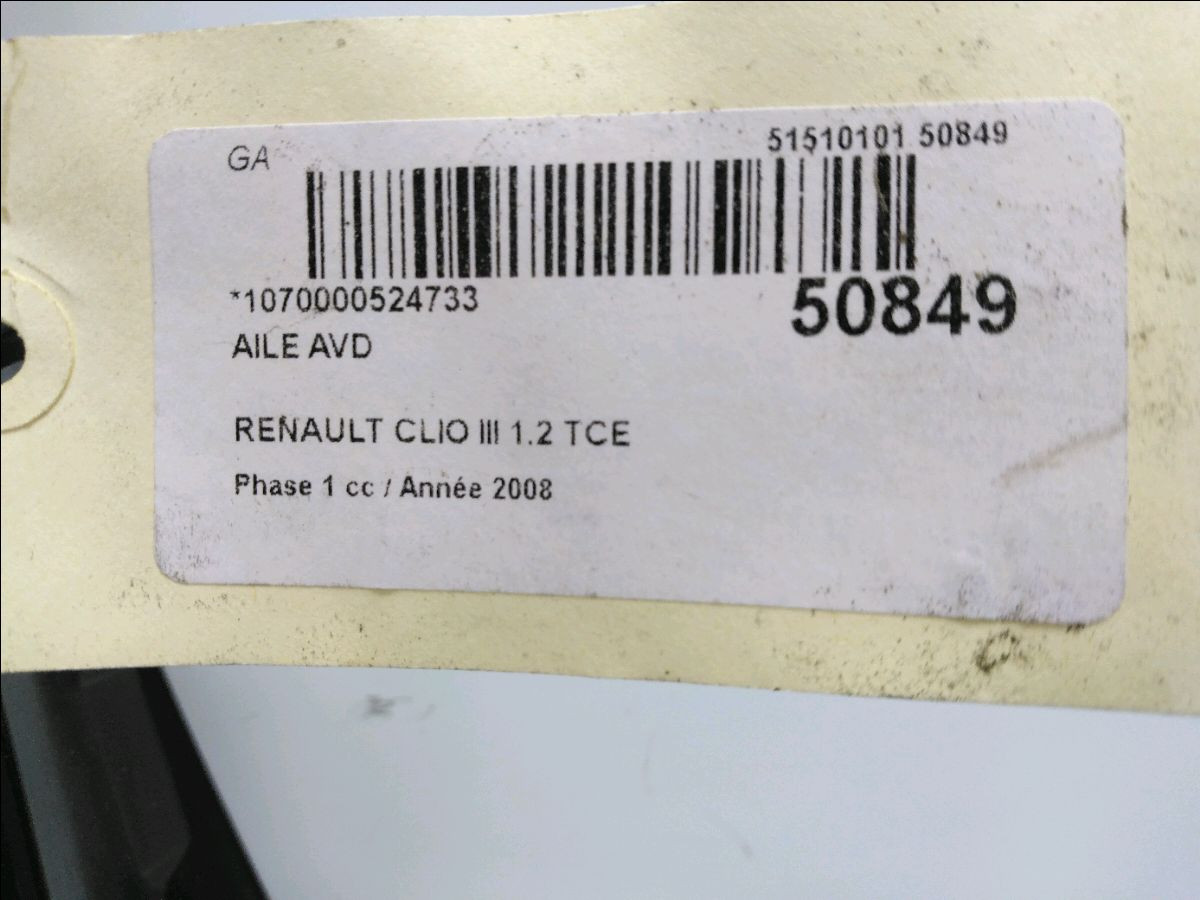 GA
51510101 50849
*1070000524733
50849
AILE AVD
RENAULT CLIO III 1.2 TCE
Phase 1 cc / Année 2008